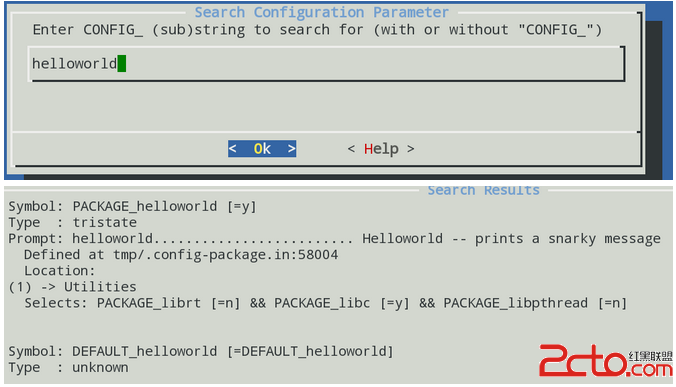 Search Configuration Parameter
Enter CONFIG_ (sub)string to search for (with or without "CONFIG_")
helloworld
< Ok > < Help >
Search Results
Symbol: PACKAGE_helloworld [=y]
Type : tristate
Prompt: helloworld......................... Helloworld -- prints a snarky message
Defined at tmp/.config-package.in:58004
Location:
(1) -> Utilities
Selects: PACKAGE_librt [=n] && PACKAGE_libc [=y] && PACKAGE_libpthread [=n]
Symbol: DEFAULT_helloworld [=DEFAULT_helloworld]
Type : unknown
2cto.com
红黑联盟